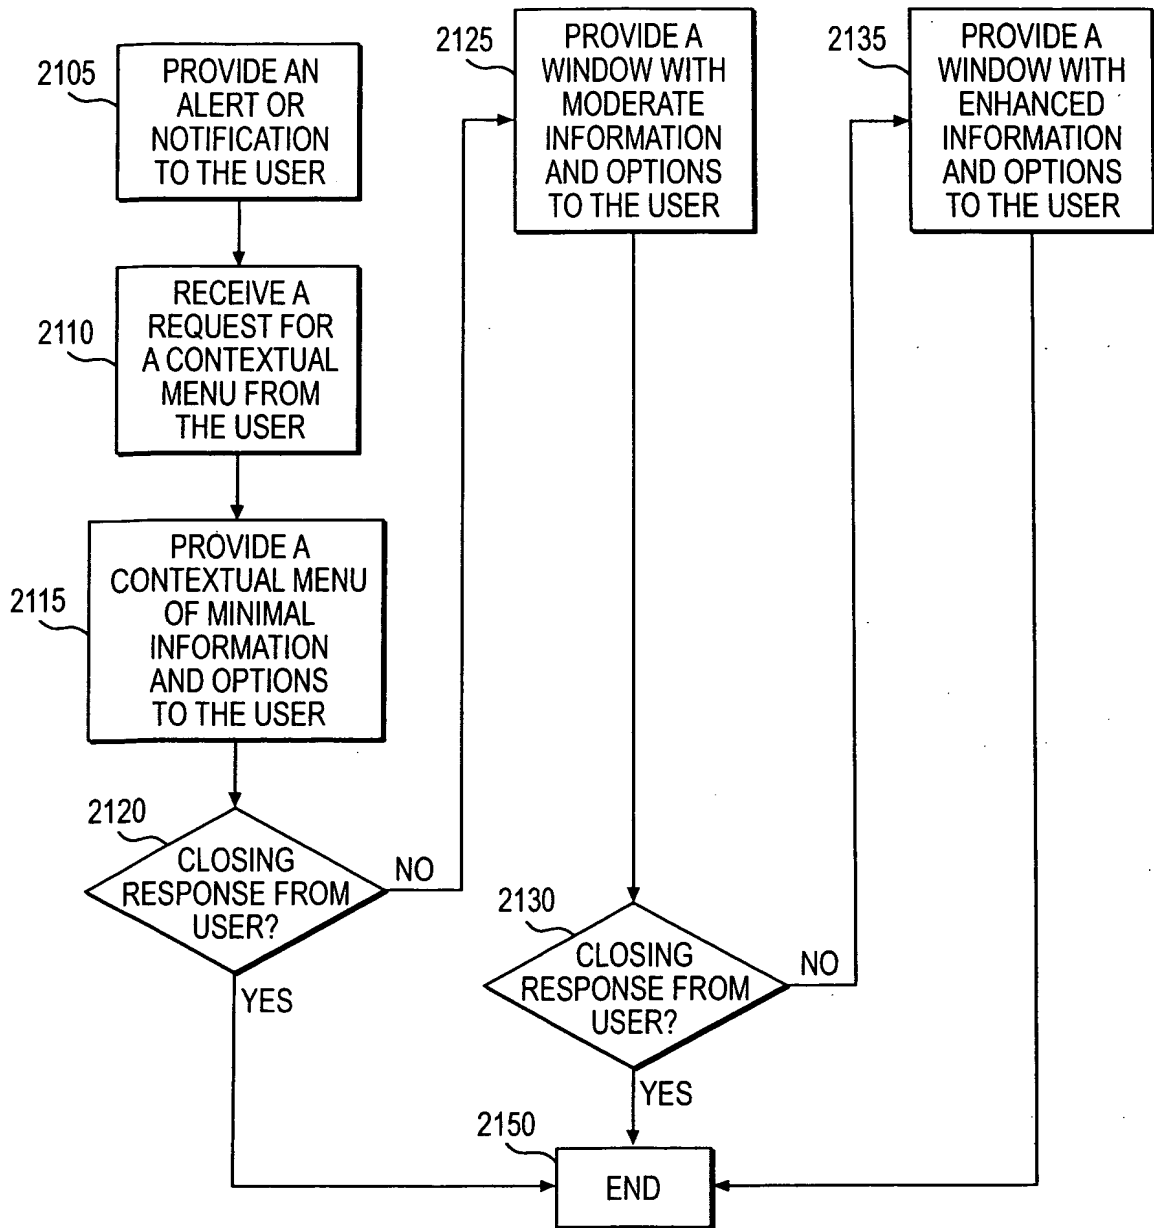 2105
PROVIDE AN
ALERT OR
NOTIFICATION
TO THE USER
2110
RECEIVE A
REQUEST FOR
A CONTEXTUAL
MENU FROM
THE USER
2115
PROVIDE A
CONTEXTUAL MENU
OF MINIMAL
INFORMATION
AND OPTIONS
TO THE USER
2120
CLOSING
RESPONSE FROM
USER?
NO
YES
2125
PROVIDE A
WINDOW WITH
MODERATE
INFORMATION
AND OPTIONS
TO THE USER
2130
CLOSING
RESPONSE FROM
USER?
NO
YES
2135
PROVIDE A
WINDOW WITH
ENHANCED
INFORMATION
AND OPTIONS
TO THE USER
2150
END